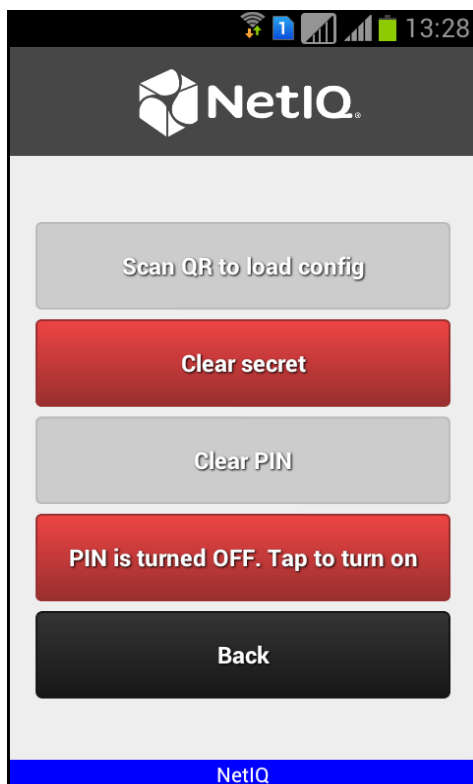 1 13:28
NetIQ.
Scan QR to load config
Clear secret
Clear PIN
PIN is turned OFF. Tap to turn on
Back
NetIQ